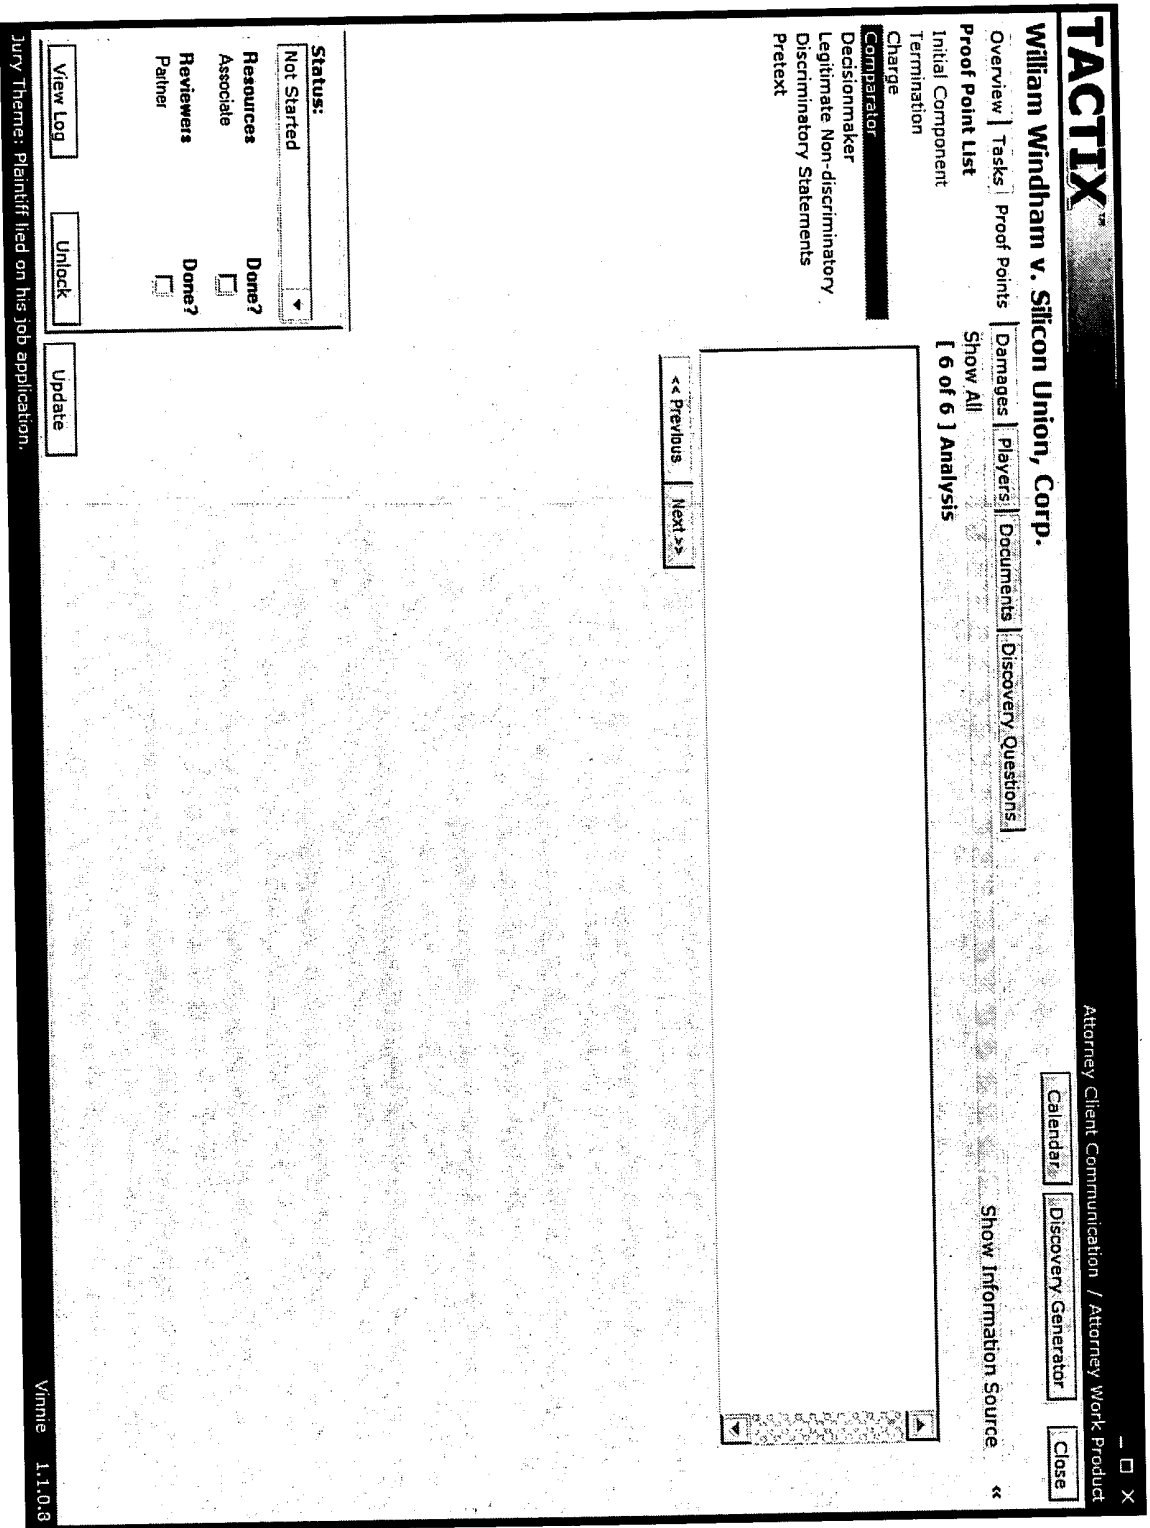 TACTIX™
Attorney Client Communication / Attorney Work Product
William Windham v. Silicon Union, Corp.
Calendar Discovery Generator Close
Overview Tasks Proof Points Damages Players Documents Discovery Questions
Proof Point List
Show All
Show Information Source «
Initial Component
[ 6 of 6 ] Analysis
Termination
Charge
Comparator
Decisionmaker
Legitimate Non-discriminatory
Discriminatory Statements
Pretext
<< Previous Next >>
Status:
Not Started
Resources Done?
Associate
Reviewers Done?
Partner
View Log Unlock Update
Jury Theme: Plaintiff lied on his job application.
Vinnie 1.1.0.3